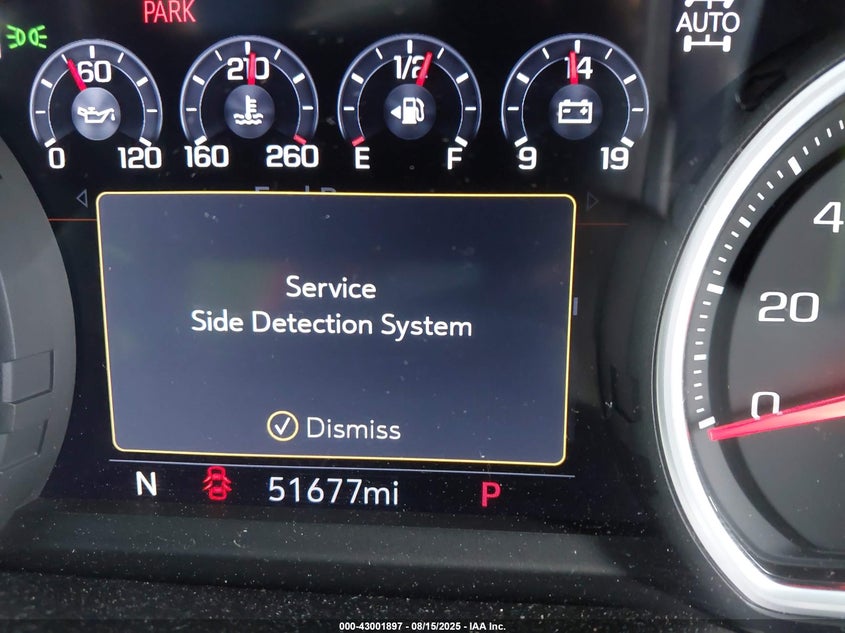 PARK
AUTO
60
210
1/2
14
0 120 160 260 E F 9 19
Service
Side Detection System
Dismiss
N 51677mi P
4
20
0
000-43001897 - 08/15/2025 - IAA Inc.